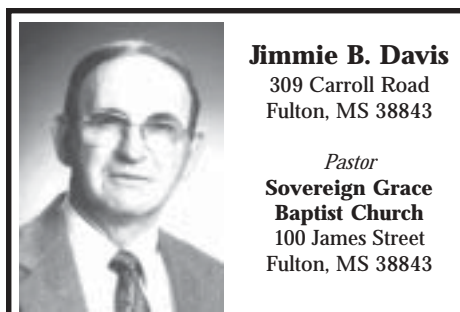 Jimmie B. Davis
309 Carroll Road
Fulton, MS 38843
Pastor
Sovereign Grace
Baptist Church
100 James Street
Fulton, MS 38843